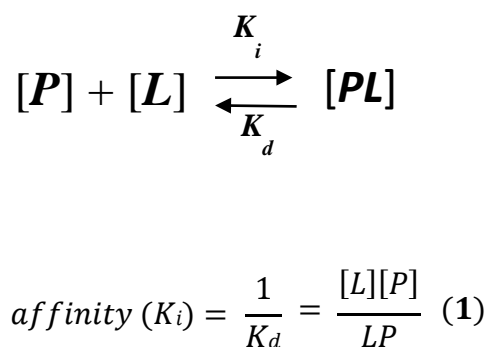 K i
[P] + [L] ⇌ [PL]
K d
affinity (Ki) = 1/Kd = [L][P]/LP (1)